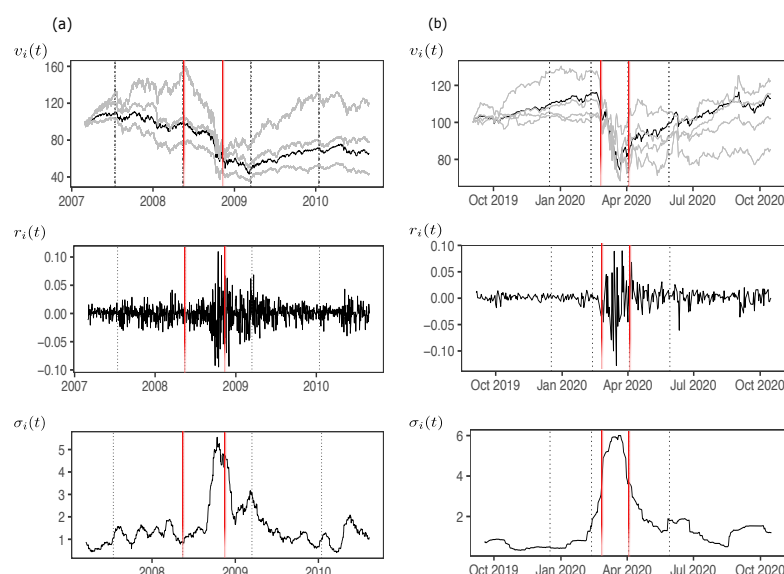 (a)
(b)
v_i(t)
v_i(t)
160
120
80
40
2007
2008
2009
2010
120
100
80
Oct 2019
Jan 2020
Apr 2020
Jul 2020
Oct 2020
r_i(t)
r_i(t)
0.10
0.05
0.00
−0.05
−0.10
2007
2008
2009
2010
0.10
0.05
0.00
−0.05
−0.10
Oct 2019
Jan 2020
Apr 2020
Jul 2020
Oct 2020
σ_i(t)
σ_i(t)
5
4
3
2
1
2008
2009
2010
6
4
2
Oct 2019
Jan 2020
Apr 2020
Jul 2020
Oct 2020